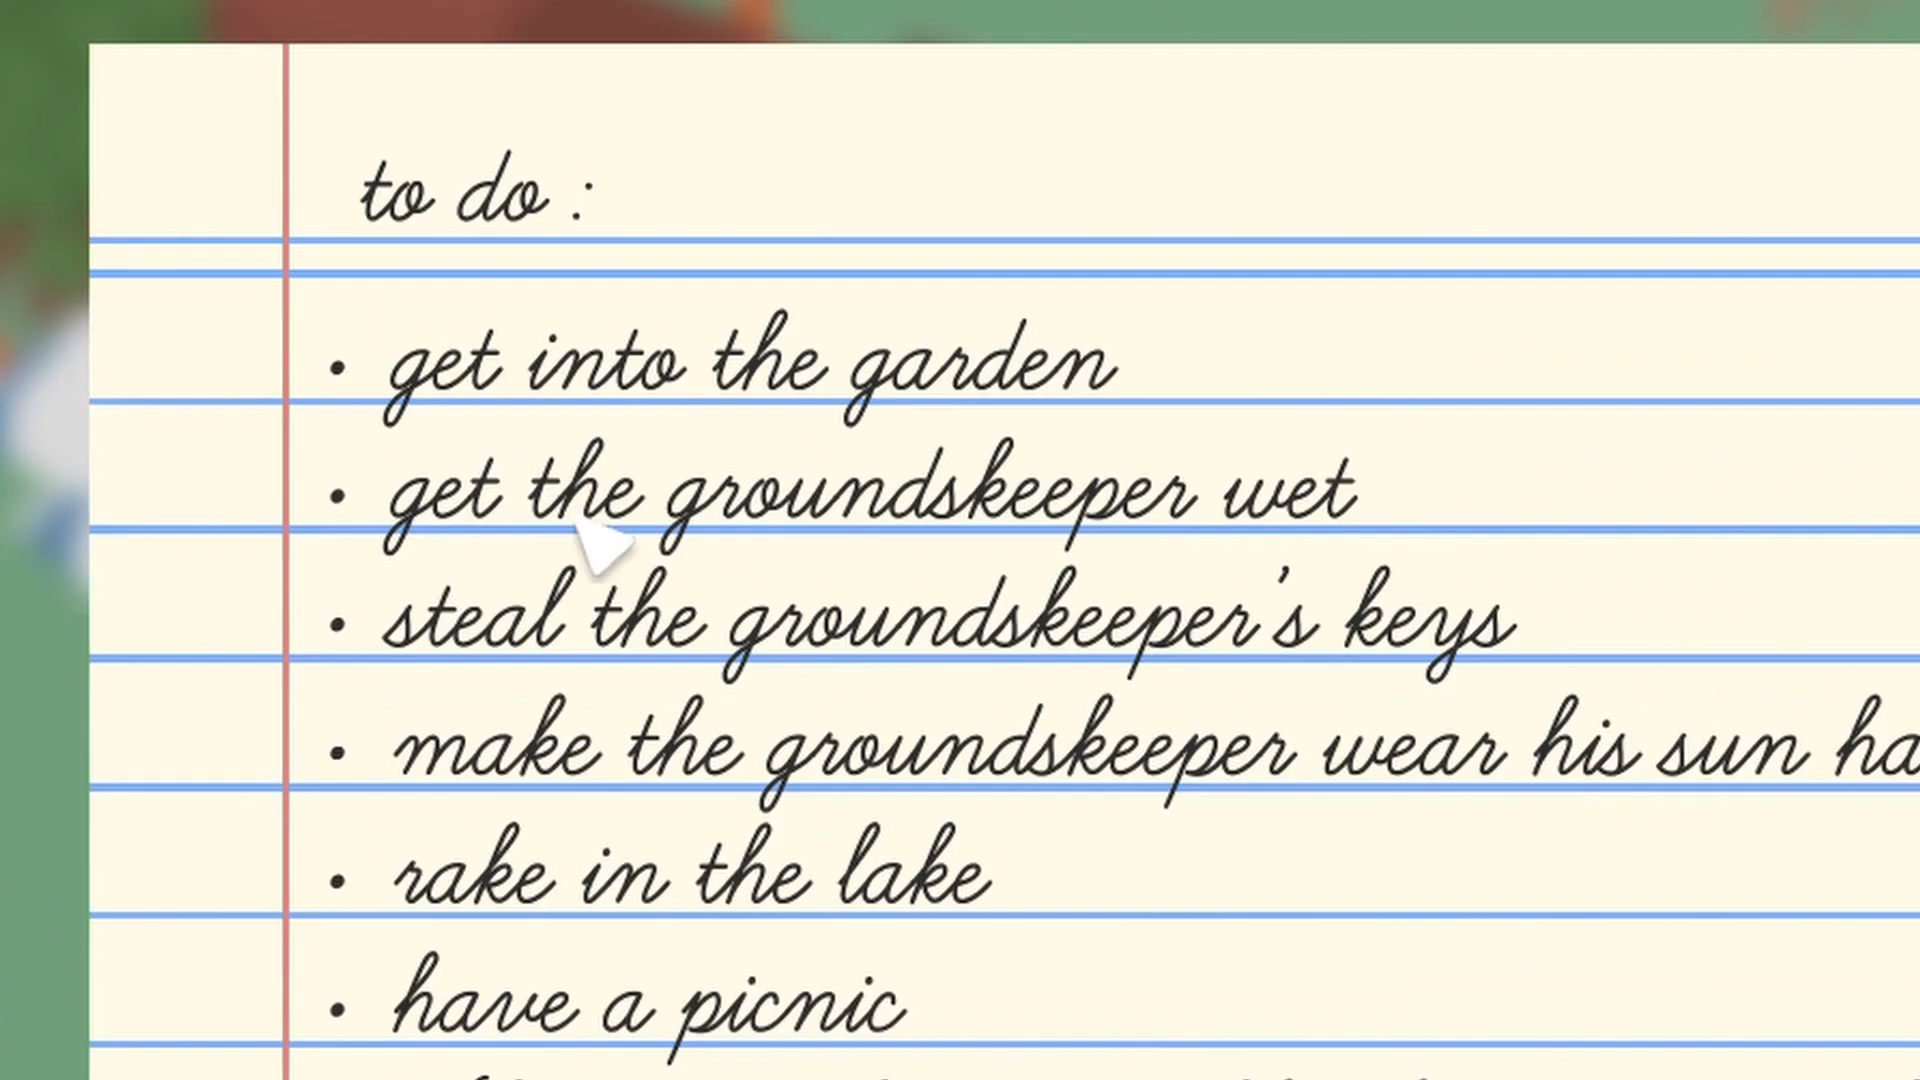 to do :
• get into the garden
• get the groundskeeper wet
• steal the groundskeeper's keys
• make the groundskeeper wear his sun
• rake in the lake
• have a picnic